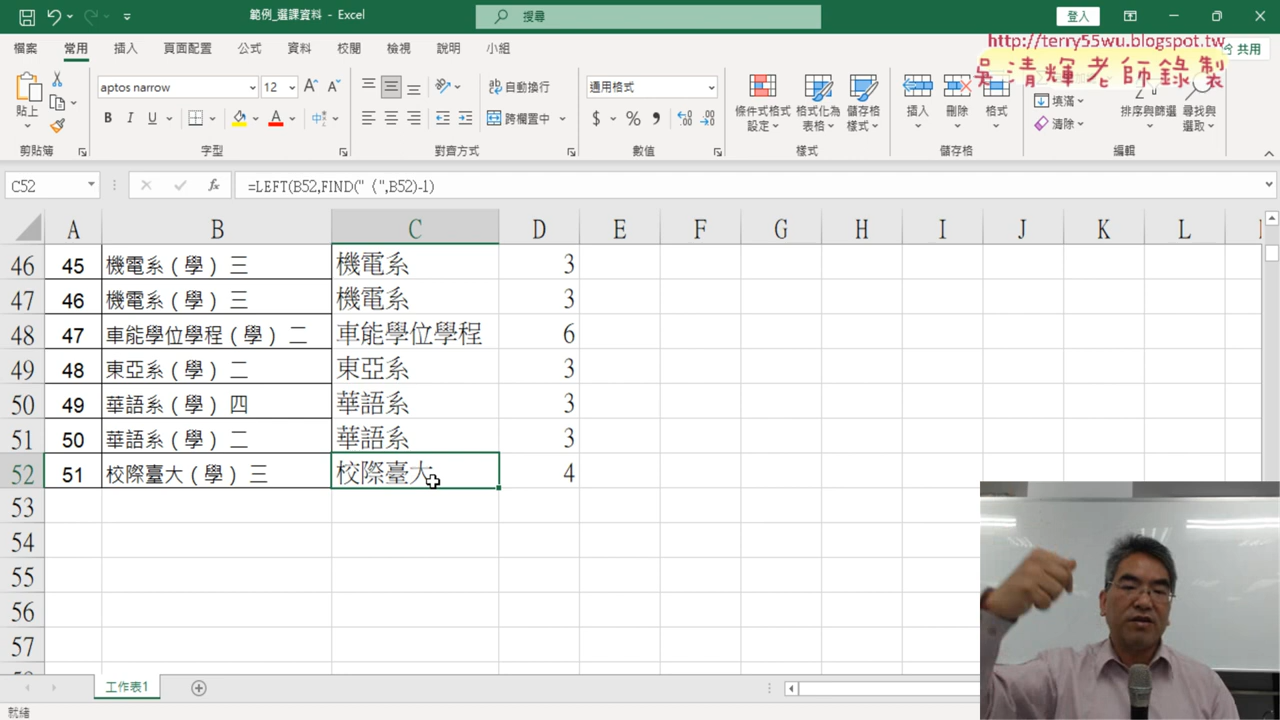 範例_選課資料 - Excel
搜尋
登入
http://terry55wu.blogspot.tw
吳清輝老師錄製
檔案 常用 插入 頁面配置 公式 資料 校閱 檢視 說明 小組
共用
貼上
剪貼簿
aptos narrow 12
B I U A
字型
自動換行
跨欄置中
對齊方式
通用格式
$ % 9
數值
條件式格式設定
格式化為表格
儲存格樣式
樣式
插入 刪除 格式
儲存格
填滿
清除
排序與篩選
尋找與選取
編輯
C52 fx =LEFT(B52,FIND("（",B52)-1)
A B C D E F G H I J K L
46 45 機電系（學） 三 機電系 3
47 46 機電系（學） 三 機電系 3
48 47 車能學位學程（學） 二 車能學位學程 6
49 48 東亞系（學） 二 東亞系 3
50 49 華語系（學） 四 華語系 3
51 50 華語系（學） 二 華語系 3
52 51 校際臺大（學） 三 校際臺大 4
53
54
55
56
57
工作表1
就緒